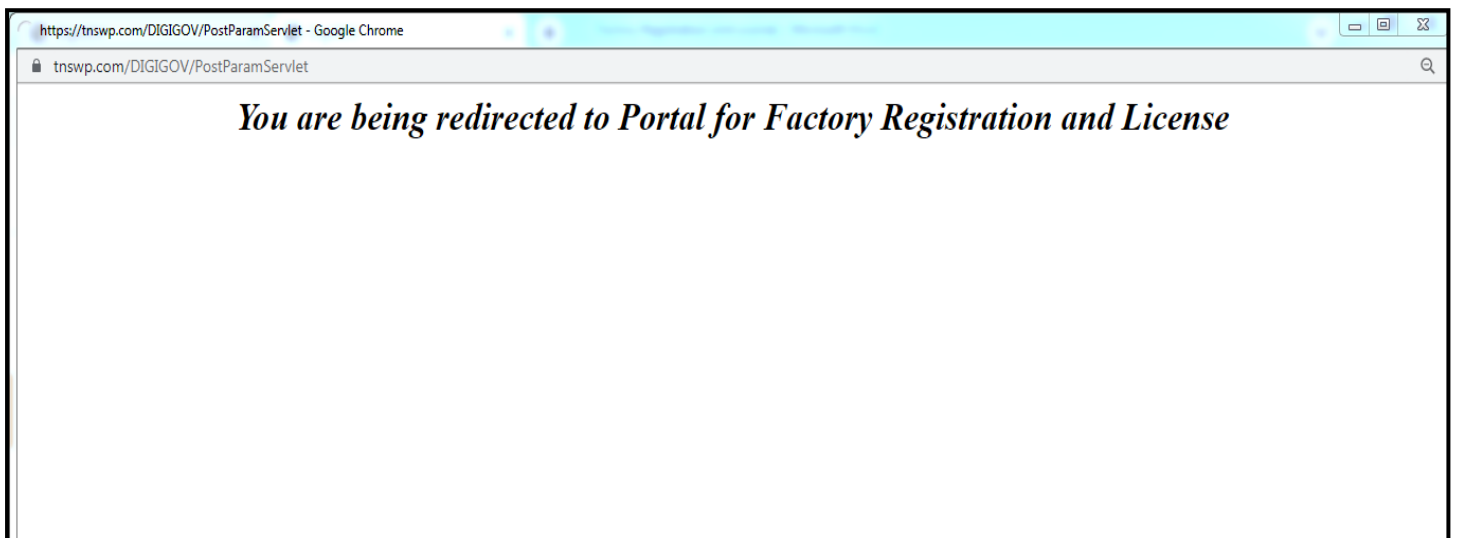 https://tnswp.com/DIGIGOV/PostParamServlet - Google Chrome
tnswp.com/DIGIGOV/PostParamServlet
You are being redirected to Portal for Factory Registration and License